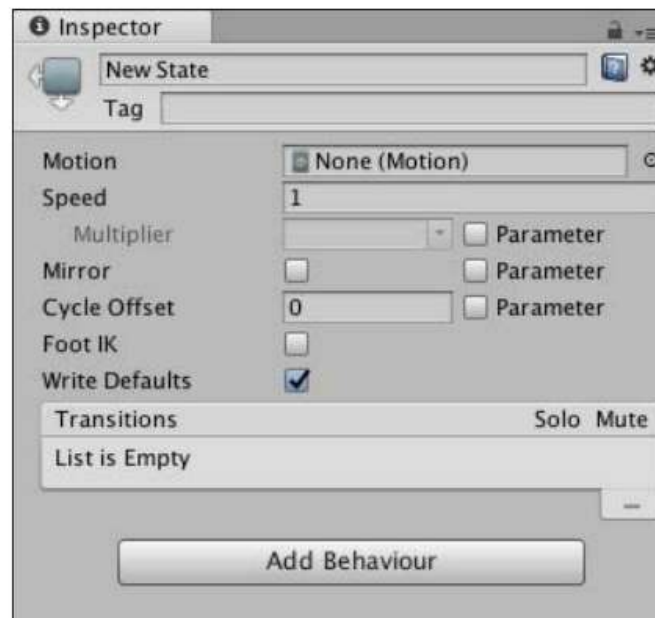 Inspector
New State
Tag
Motion None (Motion)
Speed 1
Multiplier Parameter
Mirror Parameter
Cycle Offset 0 Parameter
Foot IK
Write Defaults
Transitions Solo Mute
List is Empty
Add Behaviour